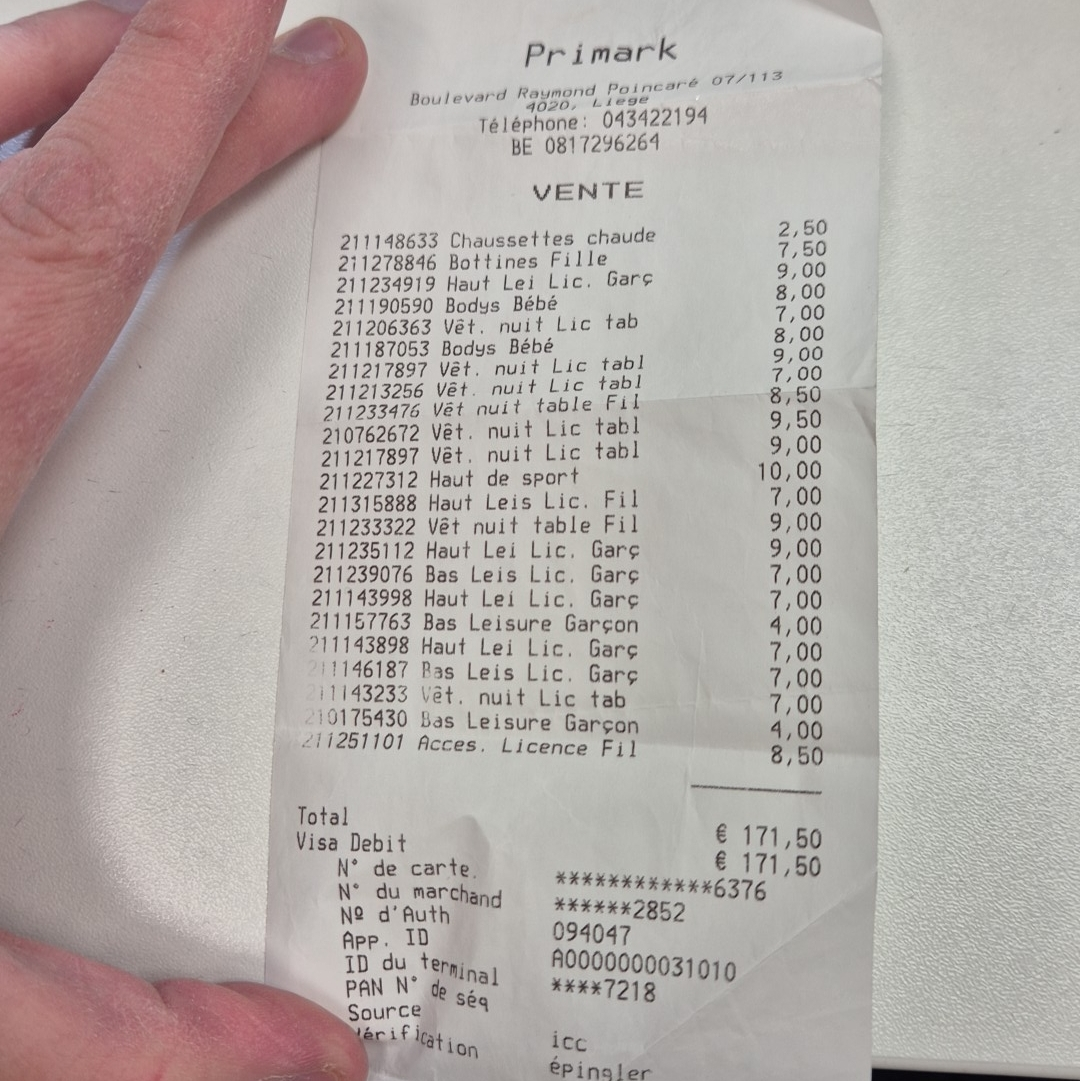 Primark
Boulevard Raymond Poincaré 07/113
4020, Liege
Téléphone: 043422194
BE 0817296264
VENTE
211148633 Chaussettes chaude 2,50
211278846 Bottines Fille 7,50
211234919 Haut Lei Lic. Garç 9,00
211190590 Bodys Bébé 8,00
211206363 Vêt. nuit Lic tab 7,00
211187053 Bodys Bébé 8,00
211217897 Vêt. nuit Lic tabl 9,00
211213256 Vêt. nuit Lic tabl 7,00
211233476 Vêt nuit table Fil 8,50
210762672 Vêt. nuit Lic tabl 9,50
211217897 Vêt. nuit Lic tabl 9,00
211227312 Haut de sport 10,00
211315888 Haut Leis Lic. Fil 7,00
211233322 Vêt nuit table Fil 9,00
211235112 Haut Lei Lic. Garç 9,00
211239076 Bas Leis Lic. Garç 7,00
211143998 Haut Lei Lic. Garç 7,00
211157763 Bas Leisure Garçon 4,00
211143898 Haut Lei Lic. Garç 7,00
211146187 Bas Leis Lic. Garç 7,00
211143233 Vêt. nuit Lic tab 7,00
210175430 Bas Leisure Garçon 4,00
211251101 Acces. Licence Fil 8,50
Total € 171,50
Visa Debit € 171,50
N° de carte. ************6376
N° du marchand ******2852
Nº d'Auth 094047
App. ID A0000000031010
ID du terminal ****7218
PAN N° de séq
Source icc
Vérification épingler